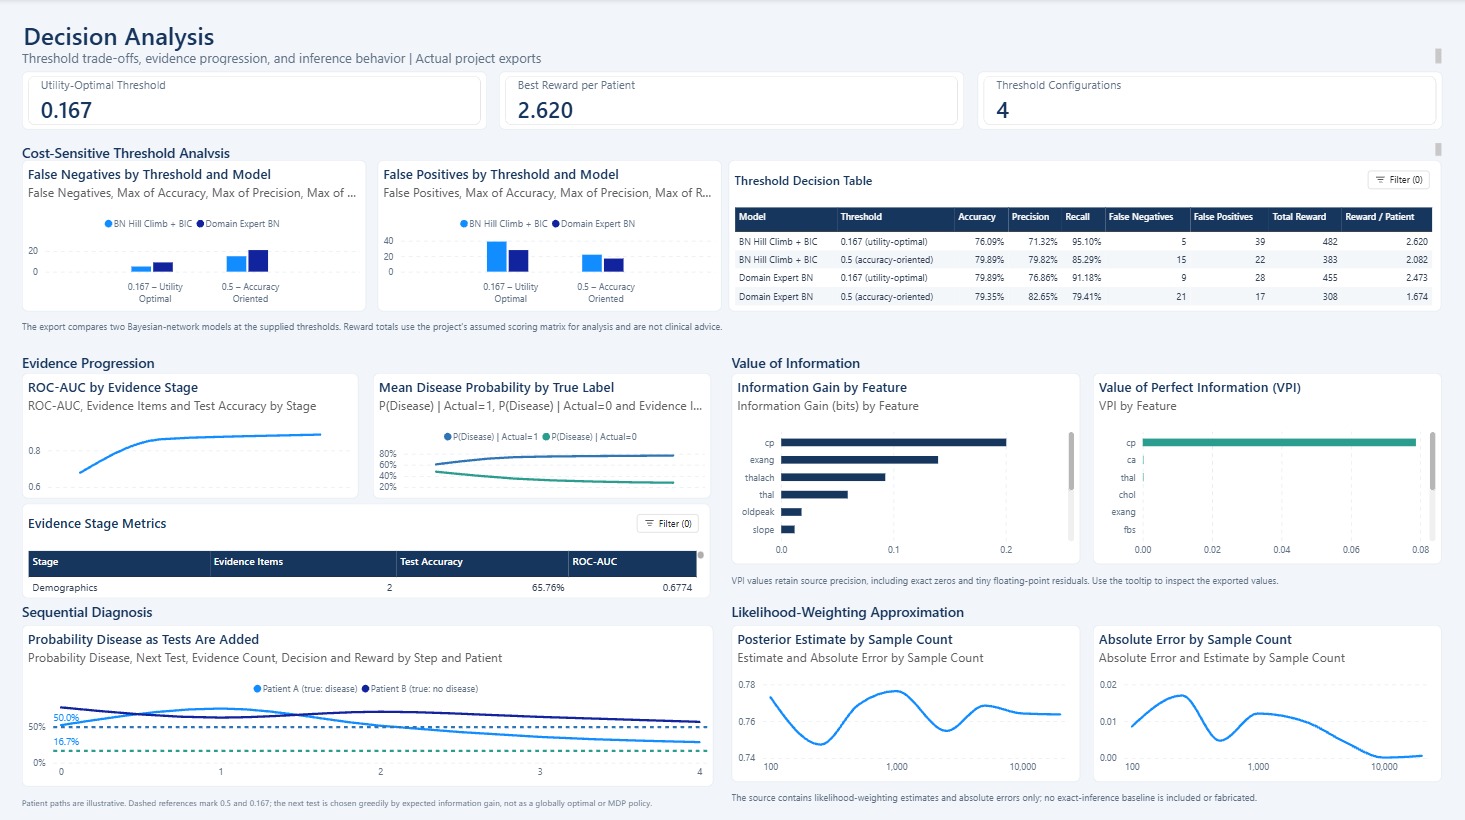 Decision Analysis
Threshold trade-offs, evidence progression, and inference behavior | Actual project exports
Utility-Optimal Threshold
0.167
Best Reward per Patient
2.620
Threshold Configurations
4
Cost-Sensitive Threshold Analysis
False Negatives by Threshold and Model
False Negatives, Max of Accuracy, Max of Precision, Max of ...
BN Hill Climb + BIC Domain Expert BN
20
0
0.167 – Utility Optimal
0.5 – Accuracy Oriented
False Positives by Threshold and Model
False Positives, Max of Accuracy, Max of Precision, Max of R...
BN Hill Climb + BIC Domain Expert BN
40
20
0
0.167 – Utility Optimal
0.5 – Accuracy Oriented
Threshold Decision Table
Filter (0)
Model Threshold Accuracy Precision Recall False Negatives False Positives Total Reward Reward / Patient
BN Hill Climb + BIC 0.167 (utility-optimal) 76.09% 71.32% 95.10% 5 39 482 2.620
BN Hill Climb + BIC 0.5 (accuracy-oriented) 79.89% 79.82% 85.29% 15 22 383 2.082
Domain Expert BN 0.167 (utility-optimal) 79.89% 76.86% 91.18% 9 28 455 2.473
Domain Expert BN 0.5 (accuracy-oriented) 79.35% 82.65% 79.41% 21 17 308 1.674
The export compares two Bayesian-network models at the supplied thresholds. Reward totals use the project's assumed scoring matrix for analysis and are not clinical advice.
Evidence Progression
ROC-AUC by Evidence Stage
ROC-AUC, Evidence Items and Test Accuracy by Stage
0.8
0.6
Mean Disease Probability by True Label
P(Disease) | Actual=1, P(Disease) | Actual=0 and Evidence I...
P(Disease) | Actual=1 P(Disease) | Actual=0
80%
60%
40%
20%
Evidence Stage Metrics
Filter (0)
Stage Evidence Items Test Accuracy ROC-AUC
Demographics 2 65.76% 0.6774
Value of Information
Information Gain by Feature
Information Gain (bits) by Feature
cp
exang
thalach
thal
oldpeak
slope
0.0 0.1 0.2
Value of Perfect Information (VPI)
VPI by Feature
cp
ca
thal
chol
exang
fbs
0.00 0.02 0.04 0.06 0.08
VPI values retain source precision, including exact zeros and tiny floating-point residuals. Use the tooltip to inspect the exported values.
Sequential Diagnosis
Probability Disease as Tests Are Added
Probability Disease, Next Test, Evidence Count, Decision and Reward by Step and Patient
Patient A (true: disease) Patient B (true: no disease)
50.0%
50%
16.7%
0%
0 1 2 3 4
Patient paths are illustrative. Dashed references mark 0.5 and 0.167; the next test is chosen greedily by expected information gain, not as a globally optimal or MDP policy.
Likelihood-Weighting Approximation
Posterior Estimate by Sample Count
Estimate and Absolute Error by Sample Count
0.78
0.76
0.74
100 1,000 10,000
Absolute Error by Sample Count
Absolute Error and Estimate by Sample Count
0.02
0.01
0.00
100 1,000 10,000
The source contains likelihood-weighting estimates and absolute errors only; no exact-inference baseline is included or fabricated.